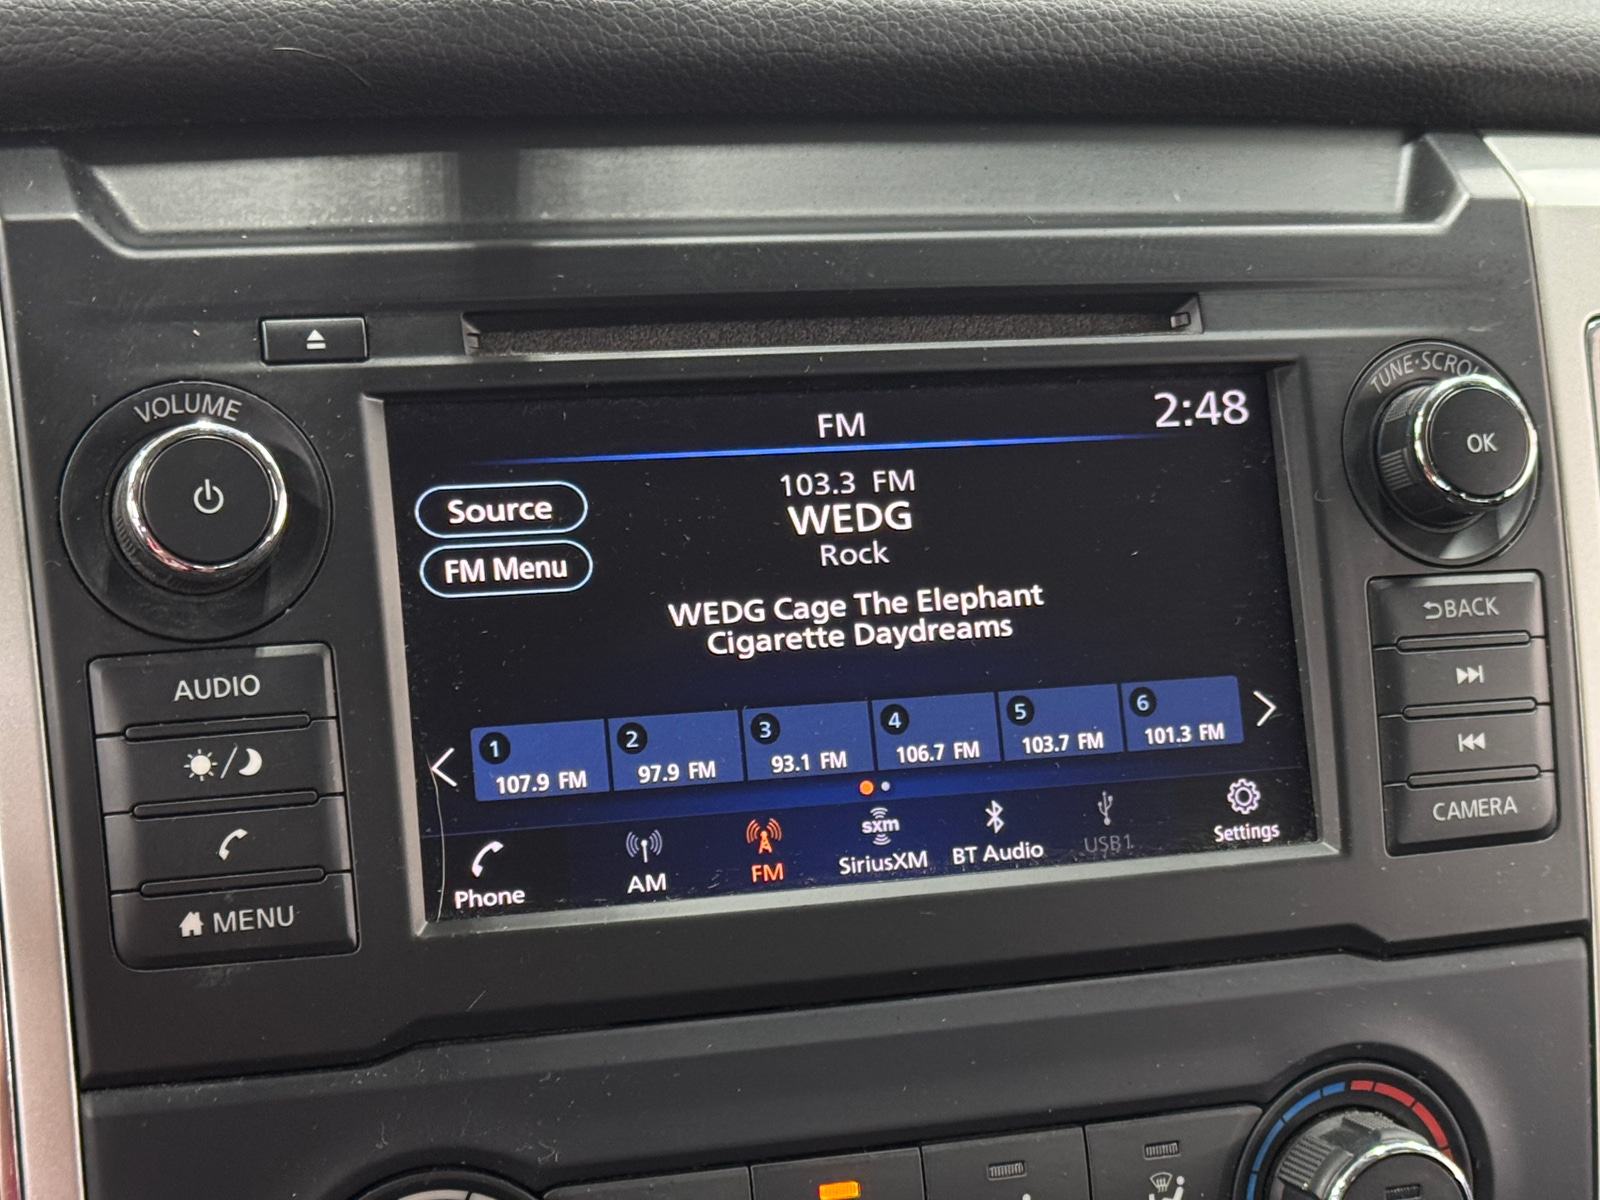 VOLUME
TUNE·SCROLL
OK
FM
2:48
Source
FM Menu
103.3 FM
WEDG
Rock
WEDG Cage The Elephant
Cigarette Daydreams
1
107.9 FM
2
97.9 FM
3
93.1 FM
4
106.7 FM
5
103.7 FM
6
101.3 FM
Phone
AM
FM
sxm
SiriusXM
BT Audio
USB1
Settings
AUDIO
MENU
BACK
CAMERA